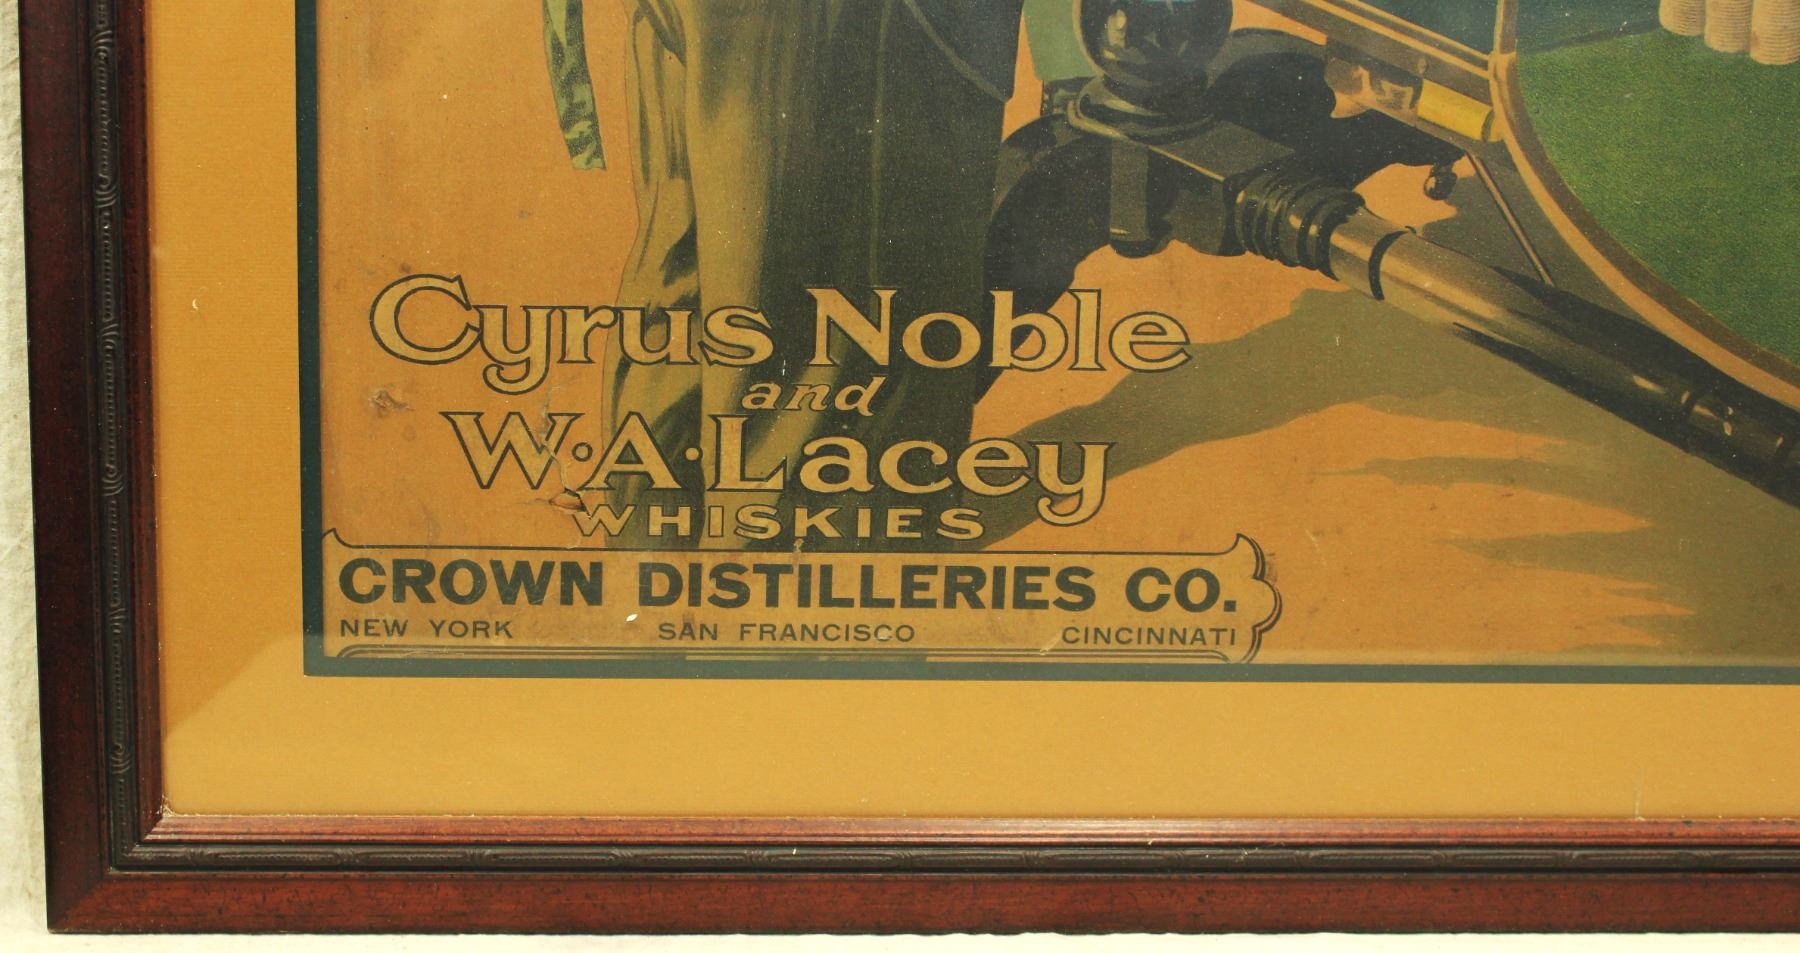 Cyrus Noble
and
W·A·Lacey
WHISKIES
CROWN DISTILLERIES CO.
NEW YORK SAN FRANCISCO CINCINNATI